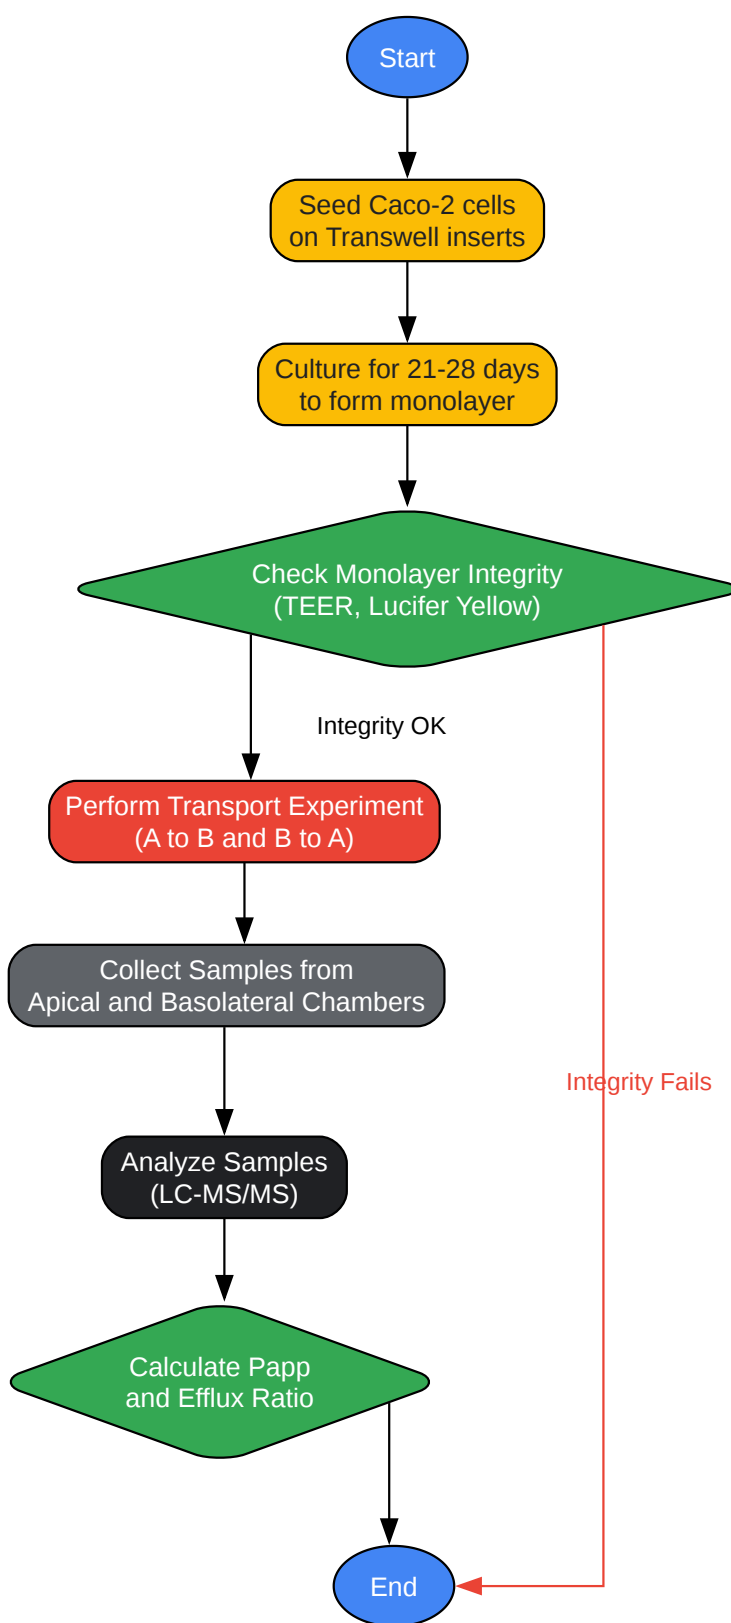 Start
Seed Caco-2 cells
on Transwell inserts
Culture for 21-28 days
to form monolayer
Check Monolayer Integrity
(TEER, Lucifer Yellow)
Integrity OK
Perform Transport Experiment
(A to B and B to A)
Collect Samples from
Apical and Basolateral Chambers
Integrity Fails
Analyze Samples
(LC-MS/MS)
Calculate Papp
and Efflux Ratio
End